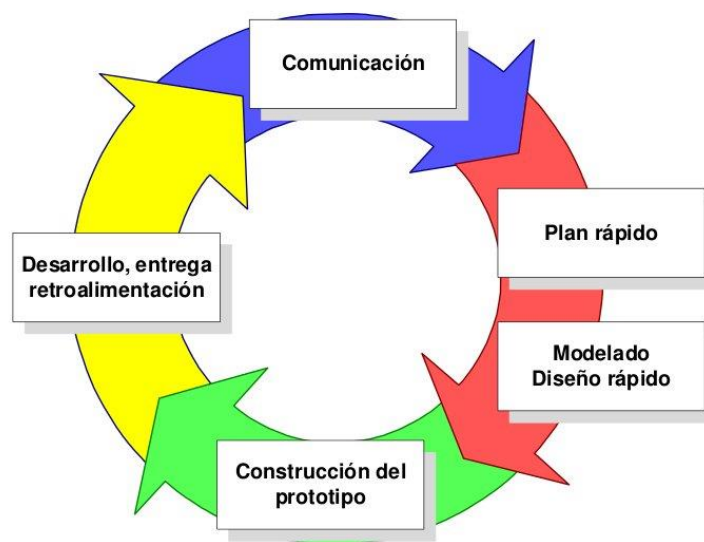 Comunicación
Plan rápido
Modelado
Diseño rápido
Construcción del
prototipo
Desarrollo, entrega
retroalimentación